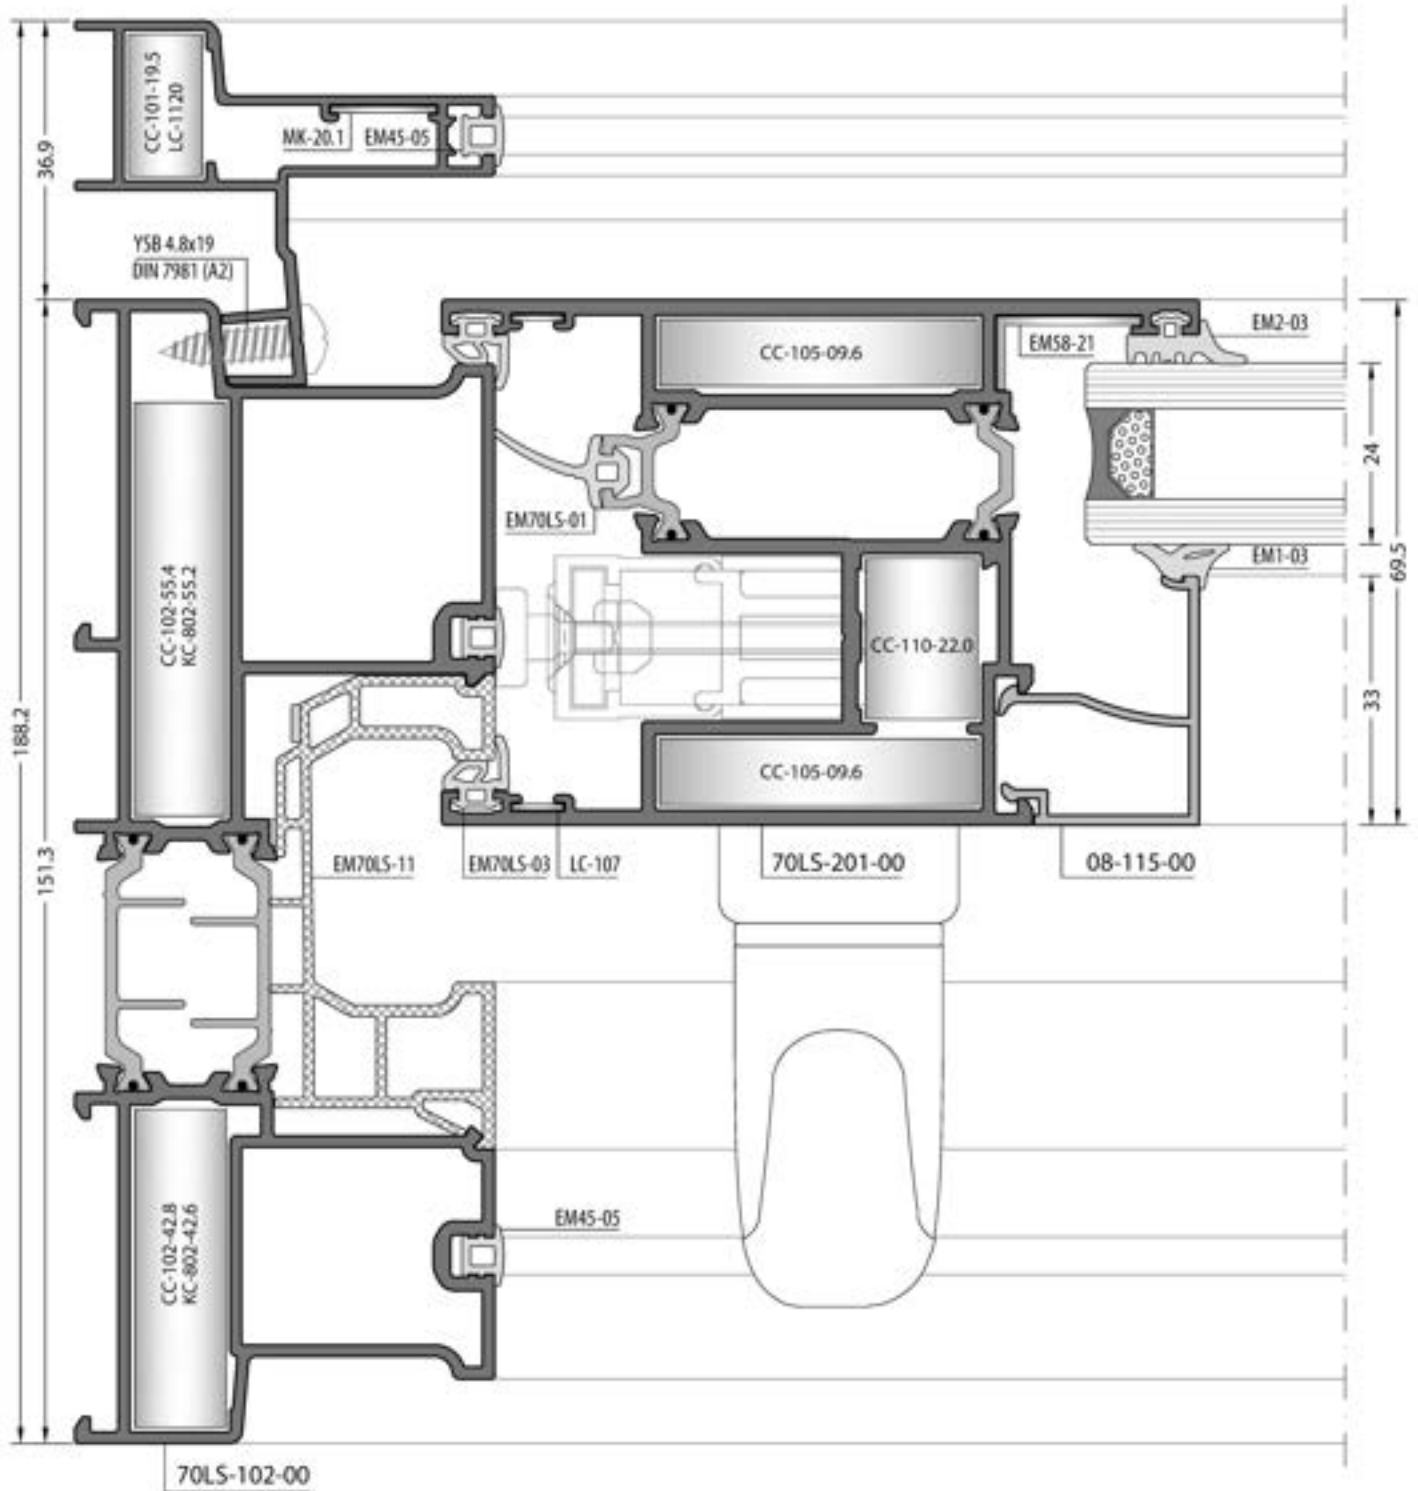 CC-101-19.5
LC-1120
MK-20.1
EM45-05
36.9
YSB 4.8x19
DIN 7981 (A2)
CC-105-09.6
EM58-21
EM2-03
24
EM70LS-01
EM1-03
69.5
CC-102-55.4
KC-802-55.2
CC-110-22.0
33
188.2
CC-105-09.6
151.3
EM70LS-11
EM70LS-03
LC-107
70LS-201-00
08-115-00
EM45-05
CC-102-42.8
KC-802-42.6
70LS-102-00